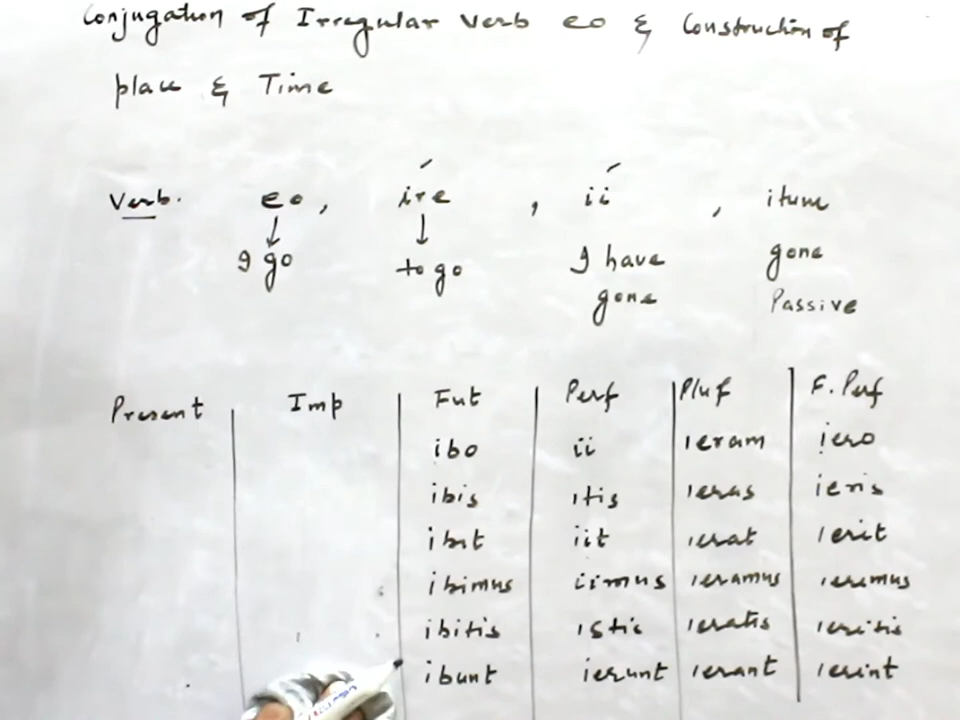 Conjugation of Irregular Verb eo & Construction of
place & Time
Verb. eo, ire, ii, itum
I go to go I have gone
gone Passive
Present Imp Fut Perf Pluf F. Perf
ibo ii ieram iero
ibis itis ieras ieris
ibit iit ierat ierit
ibimus iimus ieramus ierimus
ibitis istic ieratis ieritis
ibunt ierunt ierant ierint